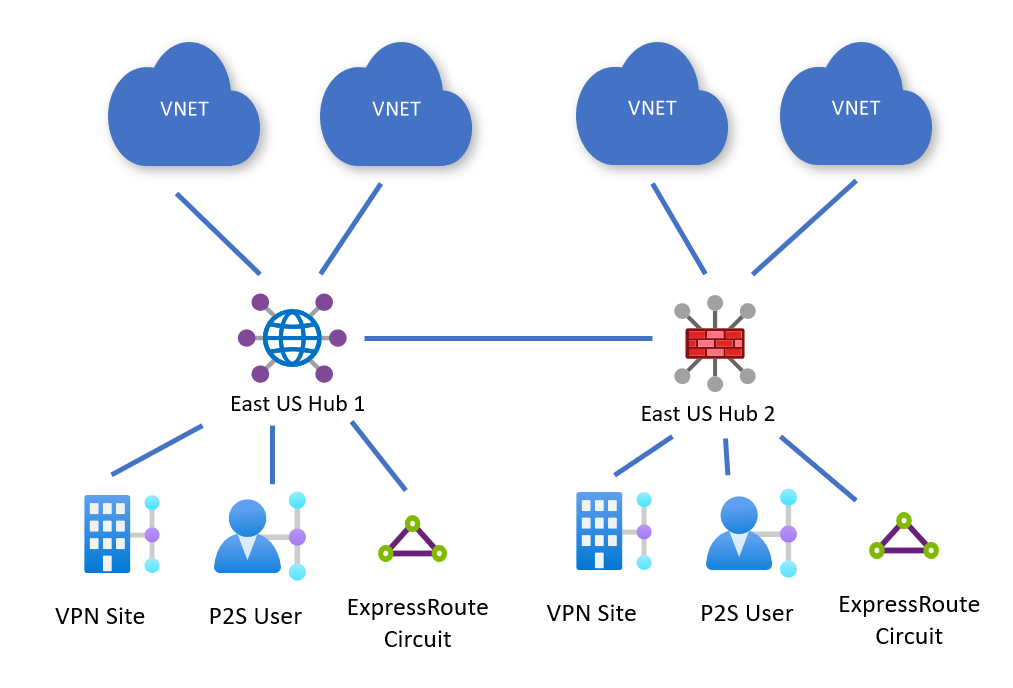 VNET
VNET
VNET
VNET
East US Hub 1
East US Hub 2
VPN Site
P2S User
ExpressRoute
Circuit
VPN Site
P2S User
ExpressRoute
Circuit